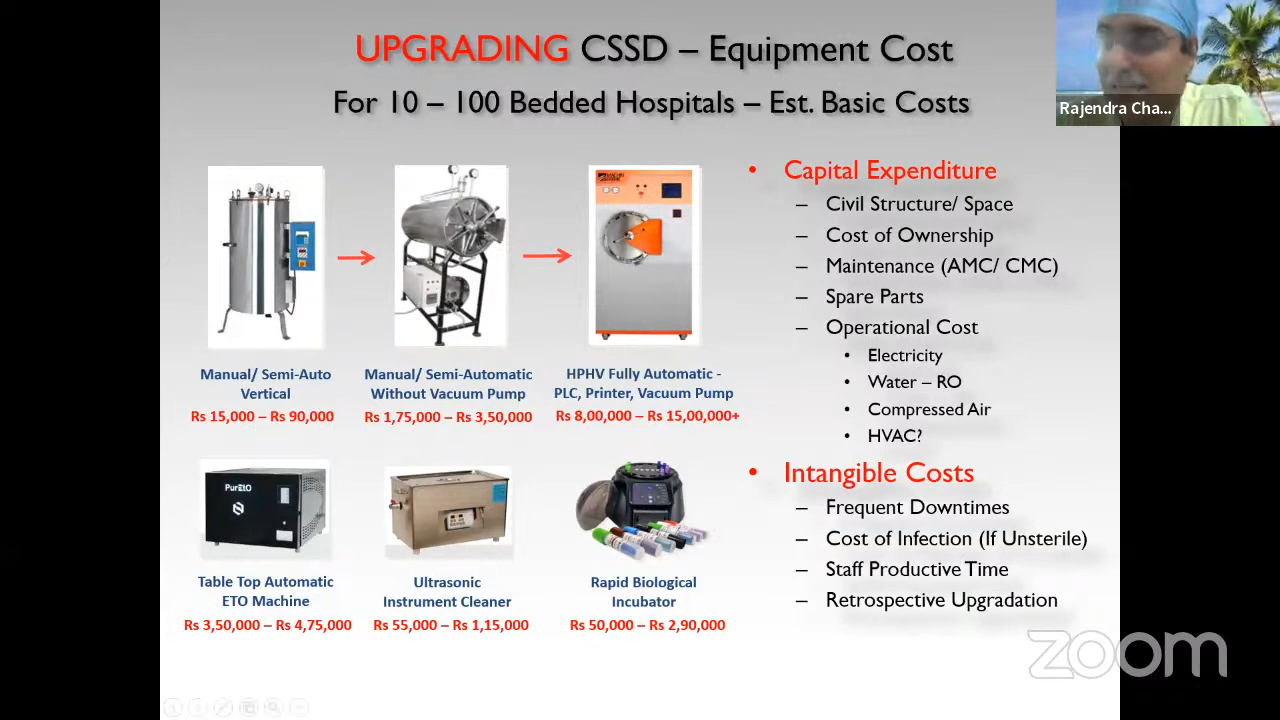 UPGRADING CSSD – Equipment Cost
For 10 – 100 Bedded Hospitals – Est. Basic Costs
Rajendra Cha...
Manual/ Semi-Auto
Vertical
Rs 15,000 – Rs 90,000
Manual/ Semi-Automatic
Without Vacuum Pump
Rs 1,75,000 – Rs 3,50,000
HPHV Fully Automatic -
PLC, Printer, Vacuum Pump
Rs 8,00,000 – Rs 15,00,000+
PurEtO
Table Top Automatic
ETO Machine
Rs 3,50,000 – Rs 4,75,000
Ultrasonic
Instrument Cleaner
Rs 55,000 – Rs 1,15,000
Rapid Biological
Incubator
Rs 50,000 – Rs 2,90,000
• Capital Expenditure
– Civil Structure/ Space
– Cost of Ownership
– Maintenance (AMC/ CMC)
– Spare Parts
– Operational Cost
• Electricity
• Water – RO
• Compressed Air
• HVAC?
• Intangible Costs
– Frequent Downtimes
– Cost of Infection (If Unsterile)
– Staff Productive Time
– Retrospective Upgradation
zoom